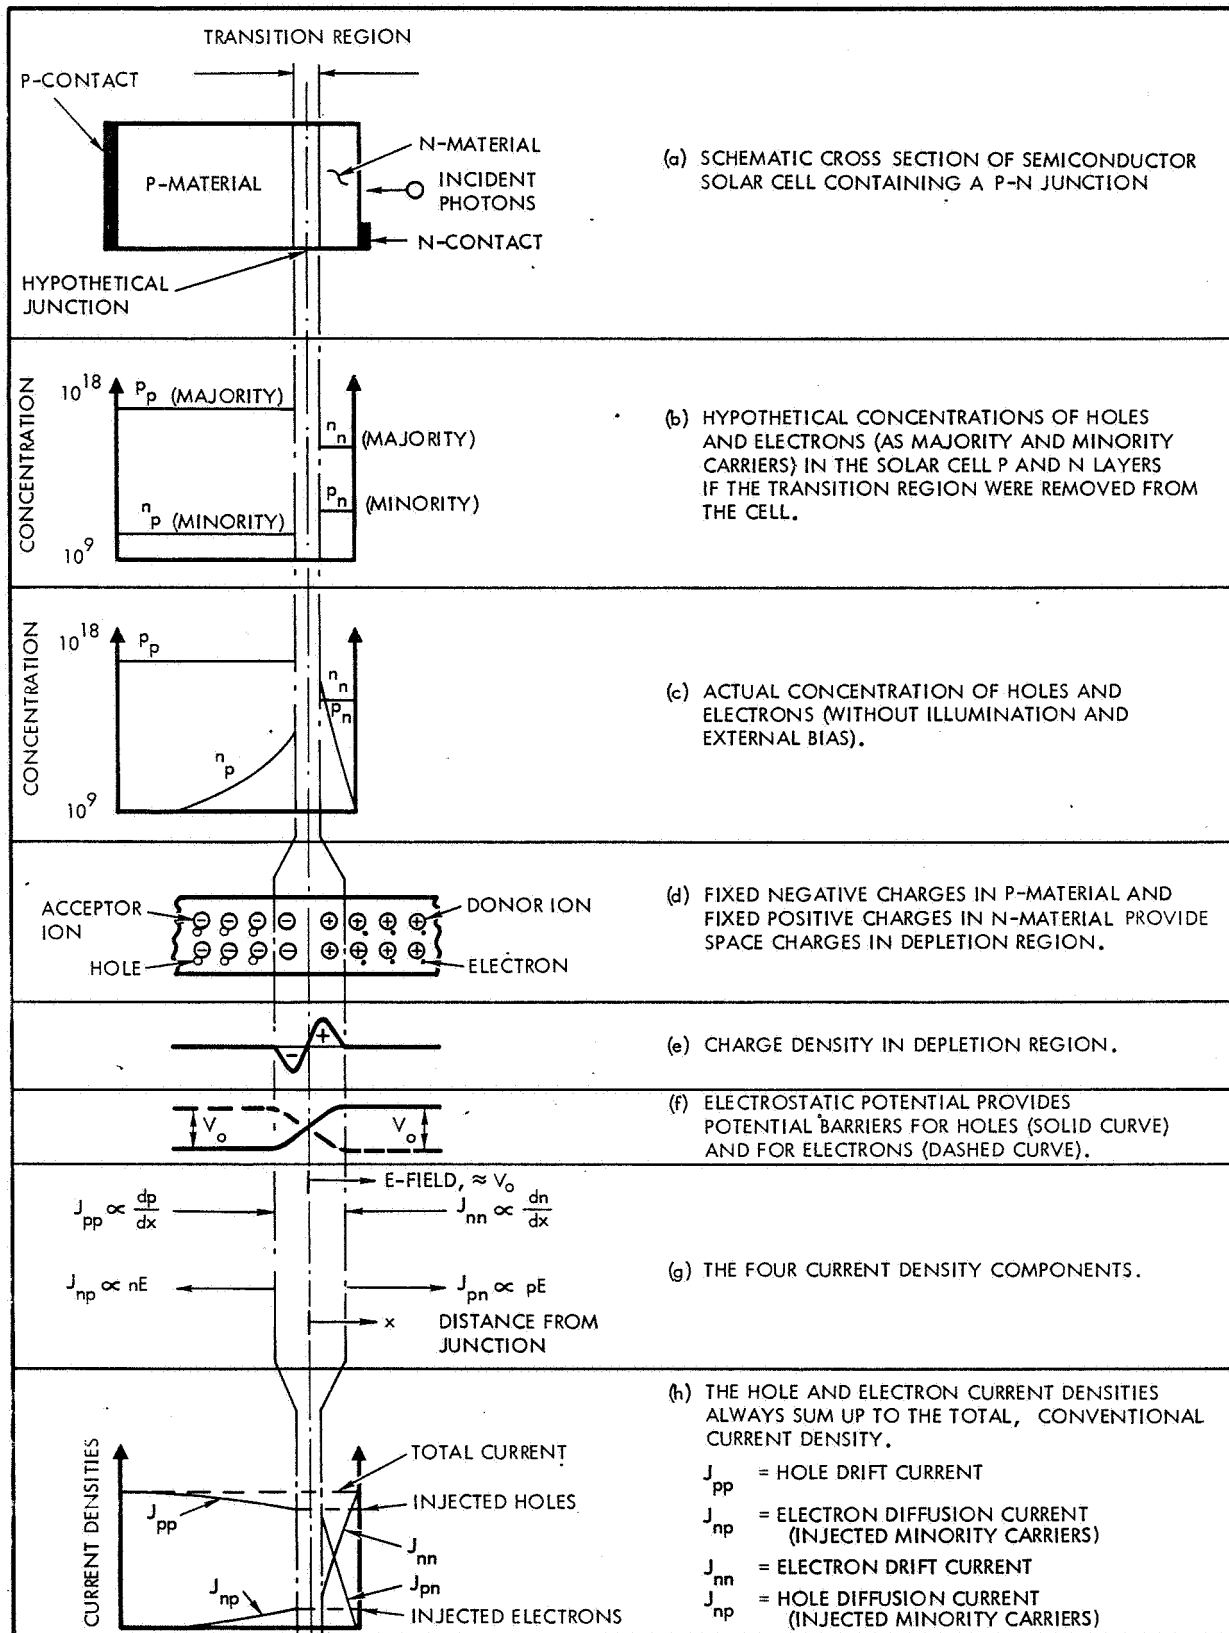 TRANSITION REGION
P-CONTACT
P-MATERIAL
N-MATERIAL
INCIDENT
PHOTONS
N-CONTACT
HYPOTHETICAL
JUNCTION
(a) SCHEMATIC CROSS SECTION OF SEMICONDUCTOR
SOLAR CELL CONTAINING A P-N JUNCTION
CONCENTRATION
10^18
P_p (MAJORITY)
n_n (MAJORITY)
P_n (MINORITY)
n_p (MINORITY)
10^9
(b) HYPOTHETICAL CONCENTRATIONS OF HOLES
AND ELECTRONS (AS MAJORITY AND MINORITY
CARRIERS) IN THE SOLAR CELL P AND N LAYERS
IF THE TRANSITION REGION WERE REMOVED FROM
THE CELL.
CONCENTRATION
10^18
P_p
n_n
P_n
n_p
10^9
(c) ACTUAL CONCENTRATION OF HOLES AND
ELECTRONS (WITHOUT ILLUMINATION AND
EXTERNAL BIAS).
ACCEPTOR
ION
HOLE
DONOR ION
ELECTRON
(d) FIXED NEGATIVE CHARGES IN P-MATERIAL AND
FIXED POSITIVE CHARGES IN N-MATERIAL PROVIDE
SPACE CHARGES IN DEPLETION REGION.
- +
(e) CHARGE DENSITY IN DEPLETION REGION.
V_o
V_o
(f) ELECTROSTATIC POTENTIAL PROVIDES
POTENTIAL BARRIERS FOR HOLES (SOLID CURVE)
AND FOR ELECTRONS (DASHED CURVE).
E-FIELD, ≈ V_o
J_pp ∝ dp/dx
J_nn ∝ dn/dx
J_np ∝ nE
J_pn ∝ pE
x DISTANCE FROM
JUNCTION
(g) THE FOUR CURRENT DENSITY COMPONENTS.
CURRENT DENSITIES
TOTAL CURRENT
INJECTED HOLES
J_pp
J_nn
J_pn
J_np
INJECTED ELECTRONS
(h) THE HOLE AND ELECTRON CURRENT DENSITIES
ALWAYS SUM UP TO THE TOTAL, CONVENTIONAL
CURRENT DENSITY.
J_pp = HOLE DRIFT CURRENT
J_np = ELECTRON DIFFUSION CURRENT
(INJECTED MINORITY CARRIERS)
J_nn = ELECTRON DRIFT CURRENT
J_np = HOLE DIFFUSION CURRENT
(INJECTED MINORITY CARRIERS)